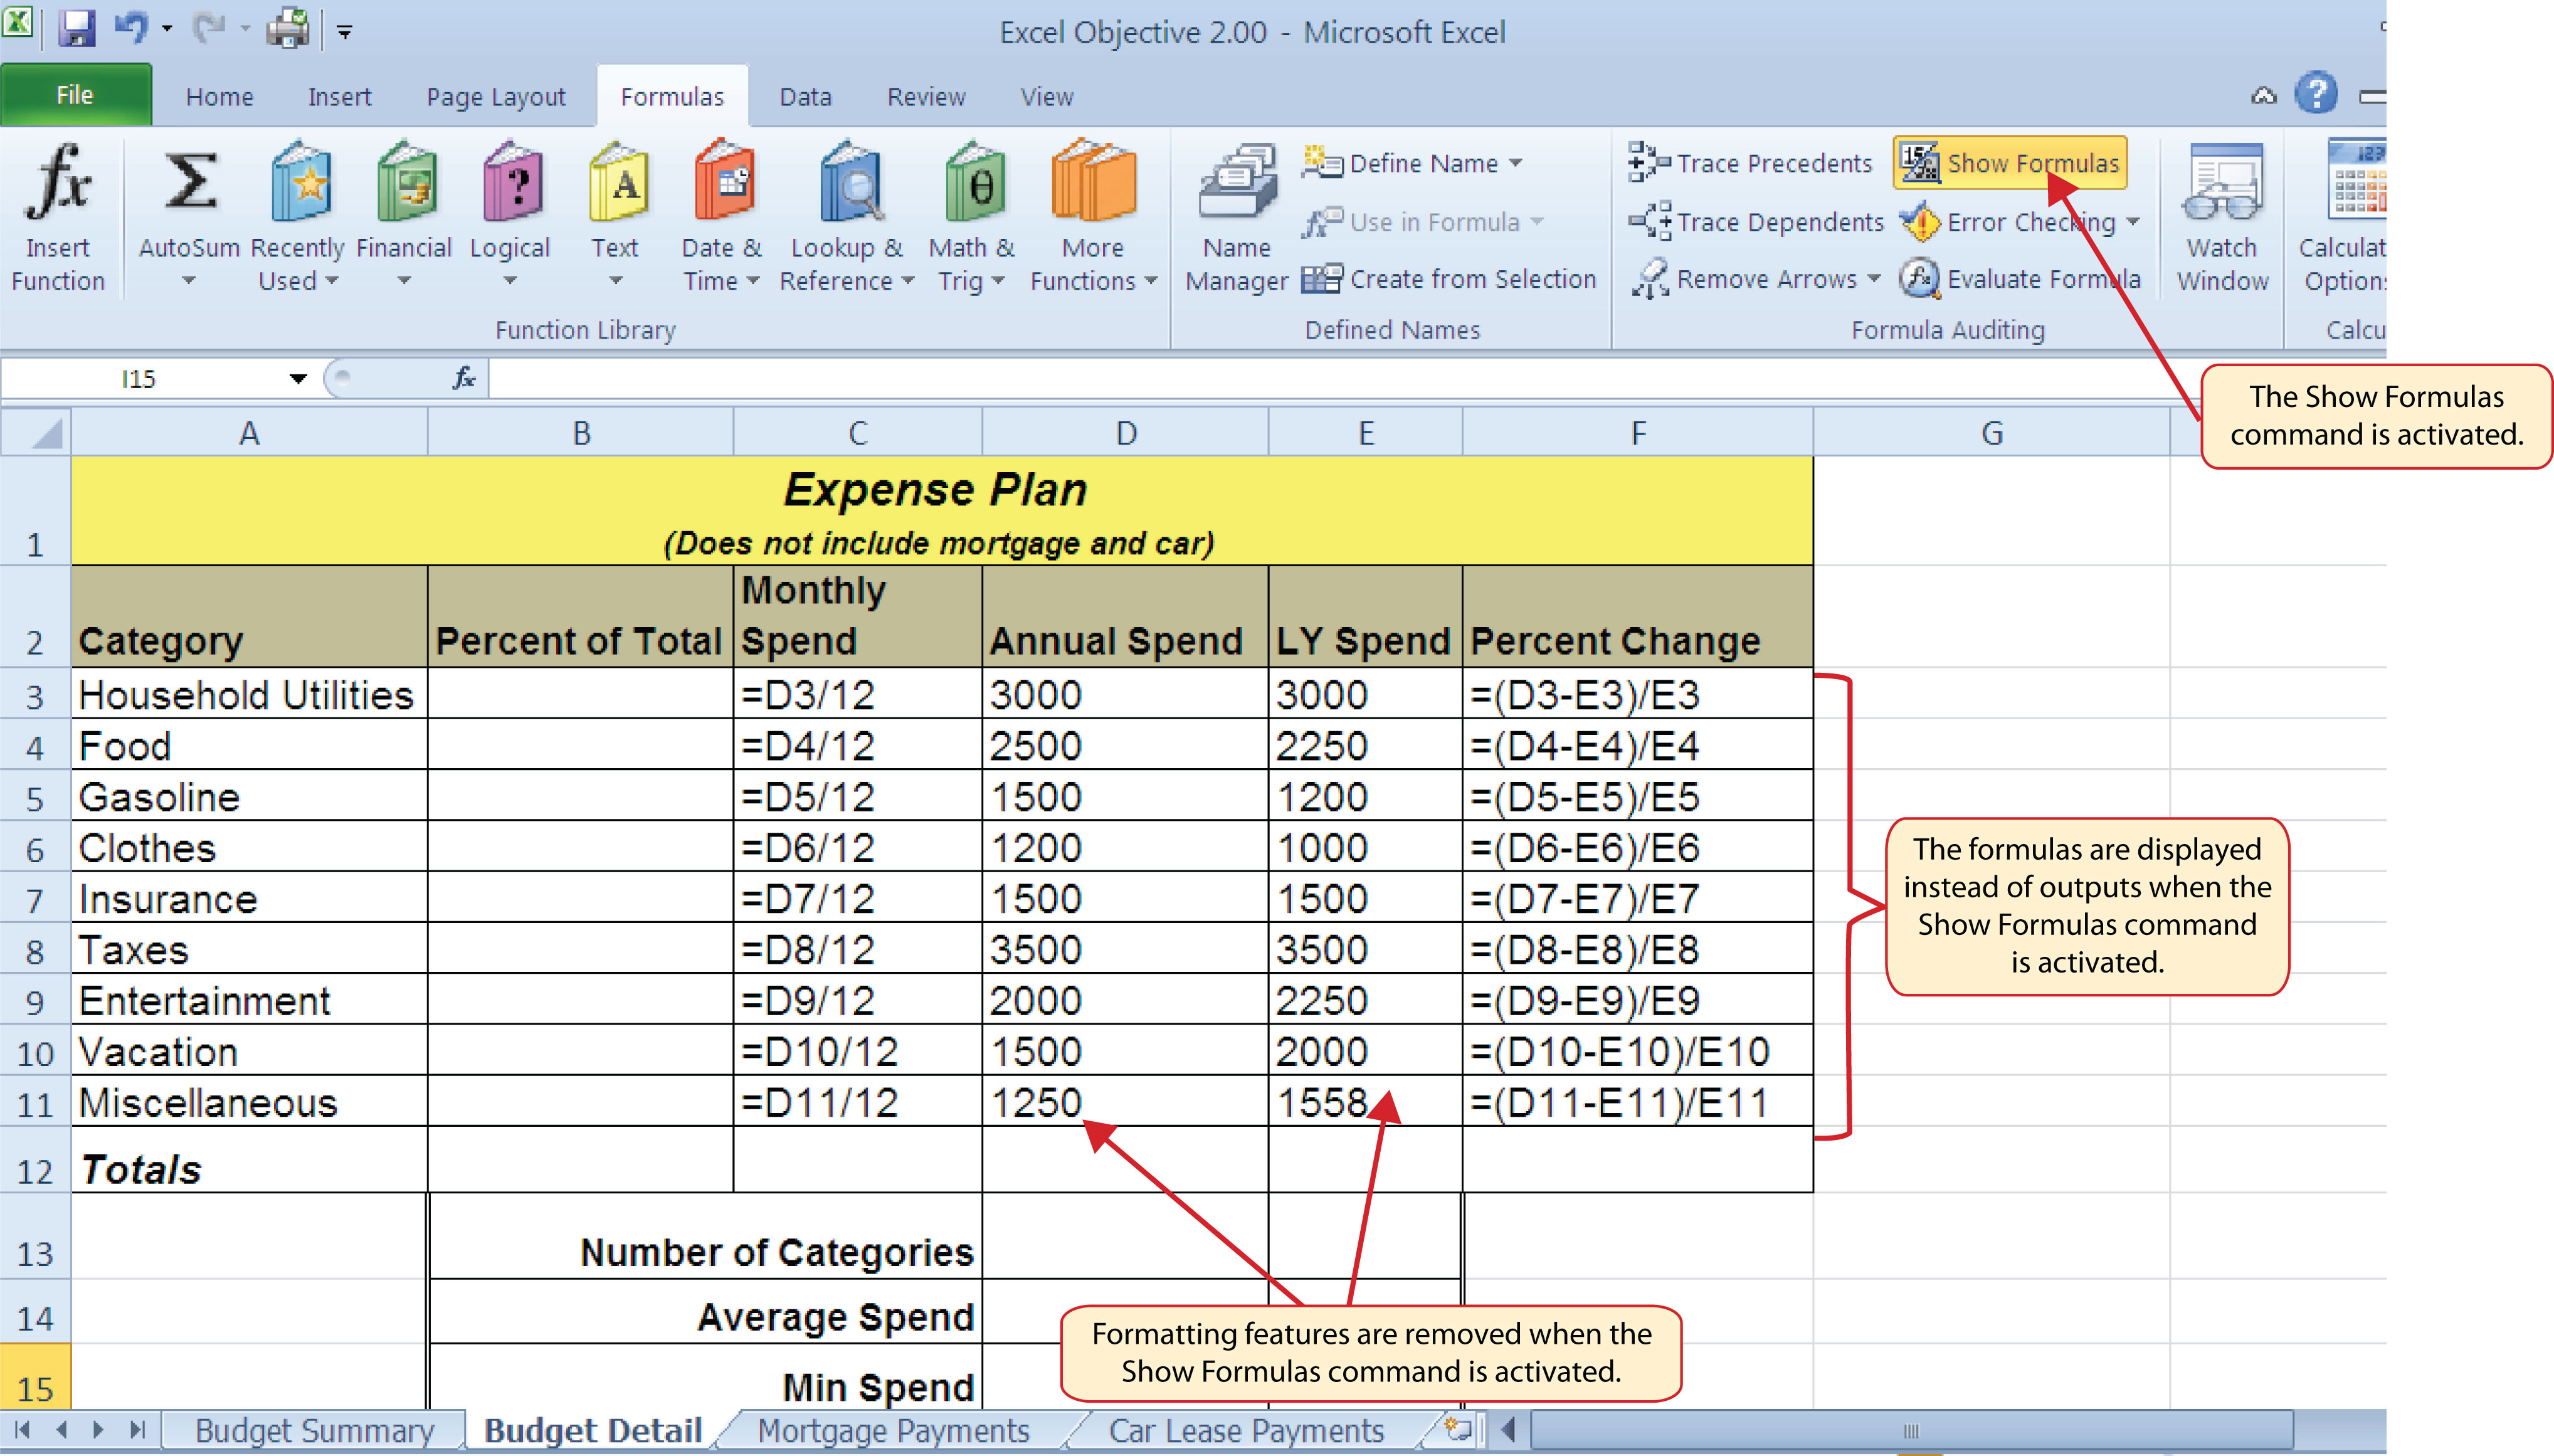 Excel Objective 2.00 - Microsoft Excel
File Home Insert Page Layout Formulas Data Review View
Insert Function
AutoSum
Recently Used
Financial
Logical
Text
Date & Time
Lookup & Reference
Math & Trig
More Functions
Function Library
Name Manager
Define Name
Use in Formula
Create from Selection
Defined Names
Trace Precedents
Trace Dependents
Remove Arrows
Show Formulas
Error Checking
Evaluate Formula
Formula Auditing
Watch Window
Calculat
Option
Calcu
The Show Formulas
command is activated.
I15 fx
A B C D E F G
1 Expense Plan
(Does not include mortgage and car)
2 Category Percent of Total Monthly Spend Annual Spend LY Spend Percent Change
3 Household Utilities =D3/12 3000 3000 =(D3-E3)/E3
4 Food =D4/12 2500 2250 =(D4-E4)/E4
5 Gasoline =D5/12 1500 1200 =(D5-E5)/E5
6 Clothes =D6/12 1200 1000 =(D6-E6)/E6
7 Insurance =D7/12 1500 1500 =(D7-E7)/E7
8 Taxes =D8/12 3500 3500 =(D8-E8)/E8
9 Entertainment =D9/12 2000 2250 =(D9-E9)/E9
10 Vacation =D10/12 1500 2000 =(D10-E10)/E10
11 Miscellaneous =D11/12 1250 1558 =(D11-E11)/E11
12 Totals
13 Number of Categories
14 Average Spend
15 Min Spend
The formulas are displayed
instead of outputs when the
Show Formulas command
is activated.
Formatting features are removed when the
Show Formulas command is activated.
Budget Summary Budget Detail Mortgage Payments Car Lease Payments